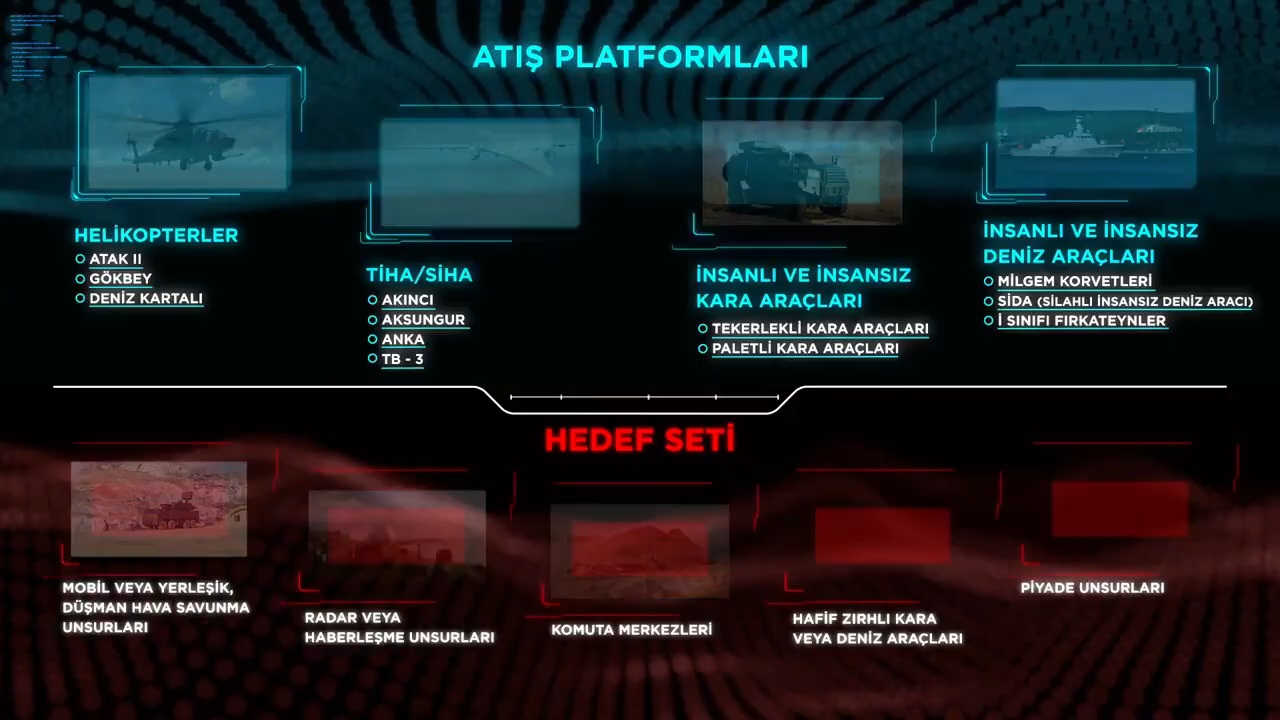 ATIŞ PLATFORMLARI
HELİKOPTERLER
ATAK II
GÖKBEY
DENİZ KARTALI
TİHA/SİHA
AKINCI
AKSUNGUR
ANKA
TB - 3
İNSANLI VE İNSANSIZ
KARA ARAÇLARI
TEKERLEKLİ KARA ARAÇLARI
PALETLİ KARA ARAÇLARI
İNSANLI VE İNSANSIZ
DENİZ ARAÇLARI
MİLGEM KORVETLERİ
SİDA (SİLAHLI İNSANSIZ DENİZ ARACI)
İ SINIFI FIRKATEYNLER
HEDEF SETİ
MOBİL VEYA YERLEŞİK,
DÜŞMAN HAVA SAVUNMA
UNSURLARI
RADAR VEYA
HABERLEŞME UNSURLARI
KOMUTA MERKEZLERİ
HAFİF ZIRHLI KARA
VEYA DENİZ ARAÇLARI
PİYADE UNSURLARI